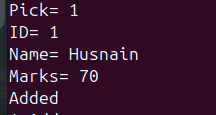 Pick= 1
ID= 1
Name= Husnain
Marks= 70
Added